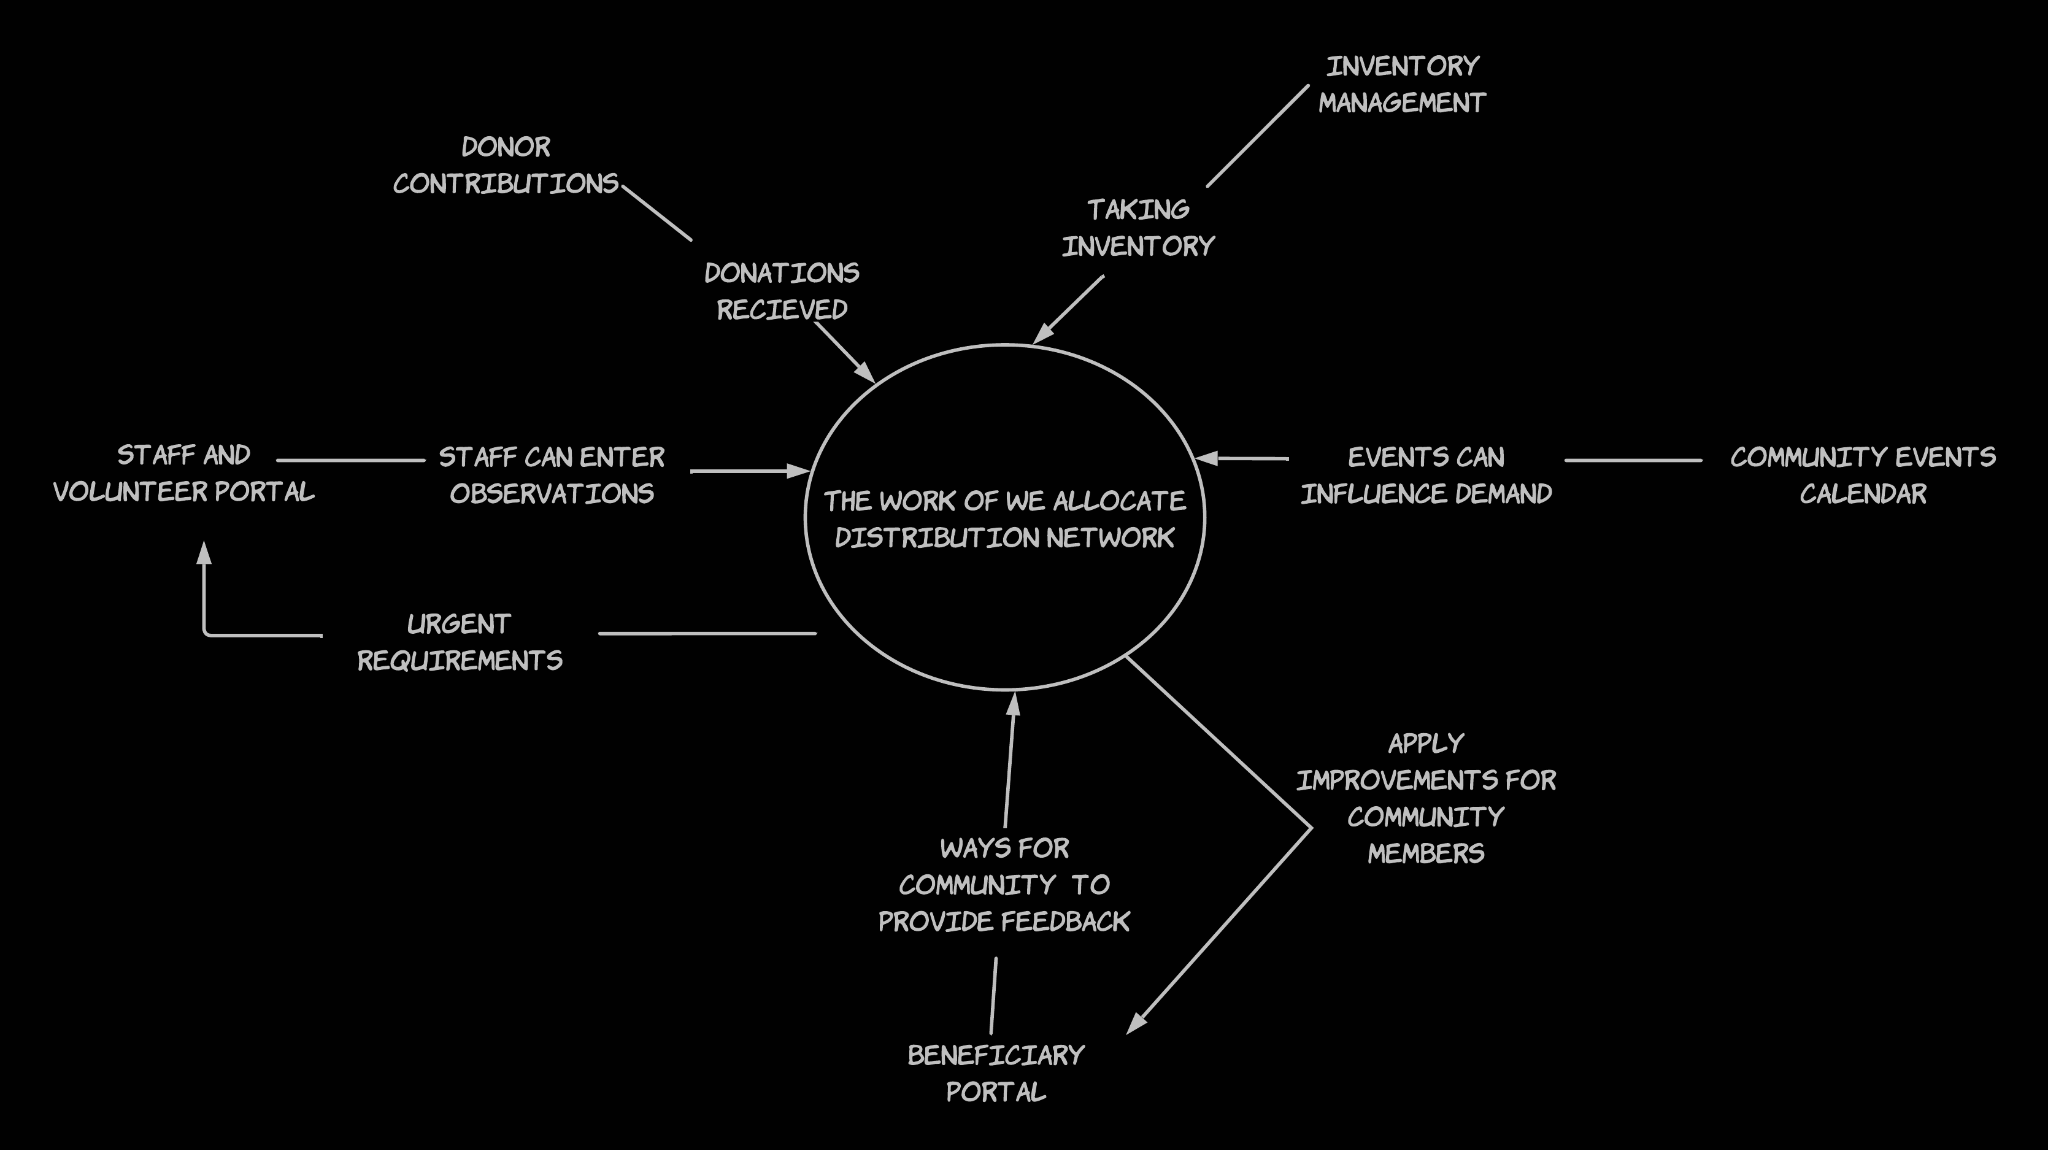 INVENTORY
MANAGEMENT
DONOR
CONTRIBUTIONS
TAKING
INVENTORY
DONATIONS
RECIEVED
STAFF AND
VOLUNTEER PORTAL
STAFF CAN ENTER
OBSERVATIONS
THE WORK OF WE ALLOCATE
DISTRIBUTION NETWORK
EVENTS CAN
INFLUENCE DEMAND
COMMUNITY EVENTS
CALENDAR
URGENT
REQUIREMENTS
APPLY
IMPROVEMENTS FOR
COMMUNITY
MEMBERS
WAYS FOR
COMMUNITY TO
PROVIDE FEEDBACK
BENEFICIARY
PORTAL